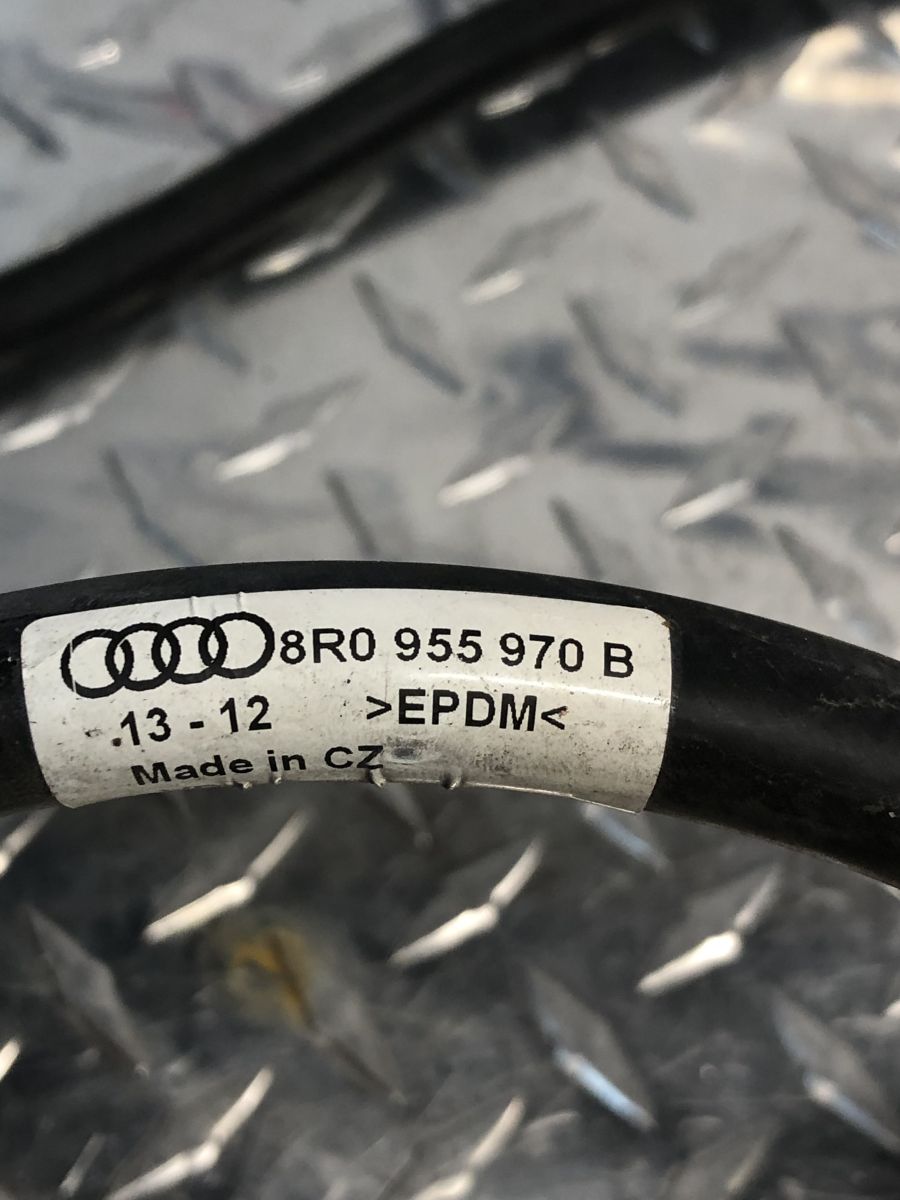 8R0 955 970 B
.13 - 12 >EPDM<
Made in CZ